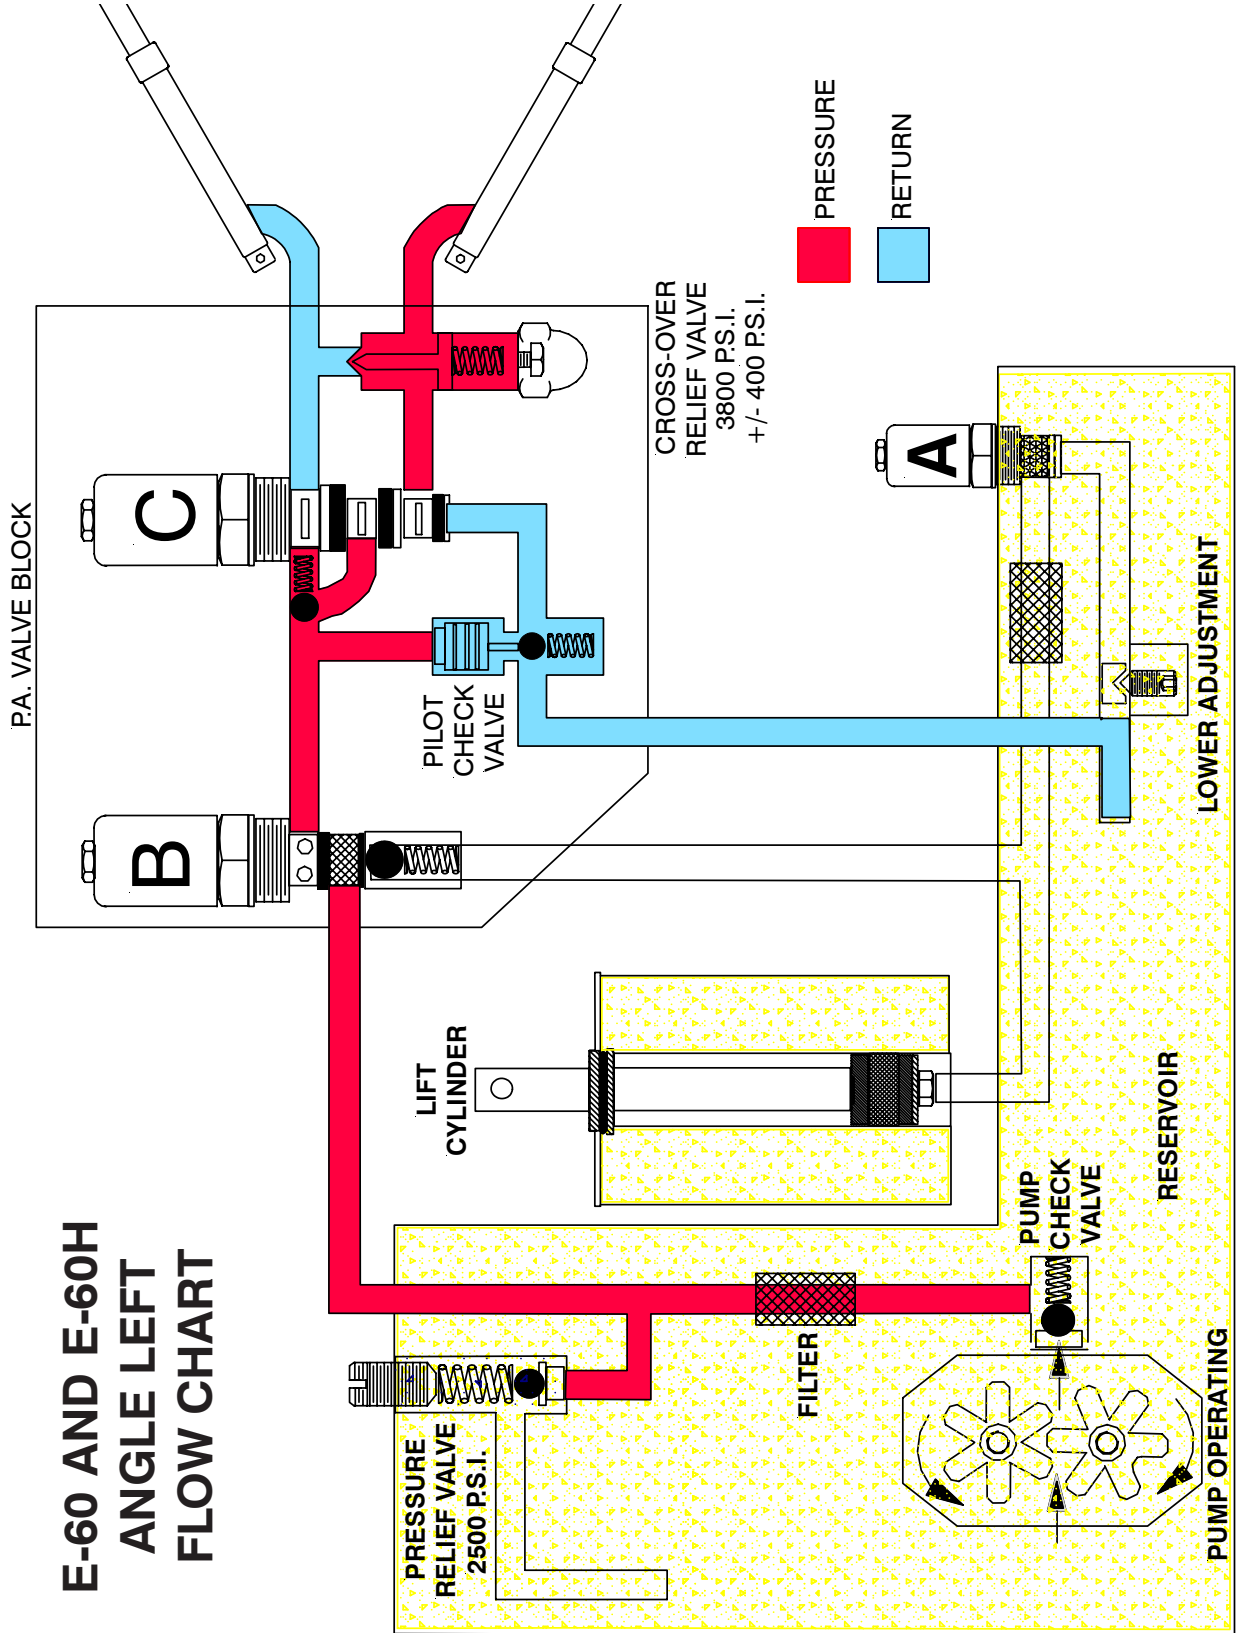 E-60 AND E-60H
ANGLE LEFT
FLOW CHART
P.A. VALVE BLOCK
B
C
PILOT
CHECK
VALVE
CROSS-OVER
RELIEF VALVE
3800 P.S.I.
+/- 400 P.S.I.
PRESSURE
RETURN
LIFT
CYLINDER
A
LOWER ADJUSTMENT
PRESSURE
RELIEF VALVE
2500 P.S.I.
FILTER
PUMP
CHECK
VALVE
RESERVOIR
PUMP OPERATING